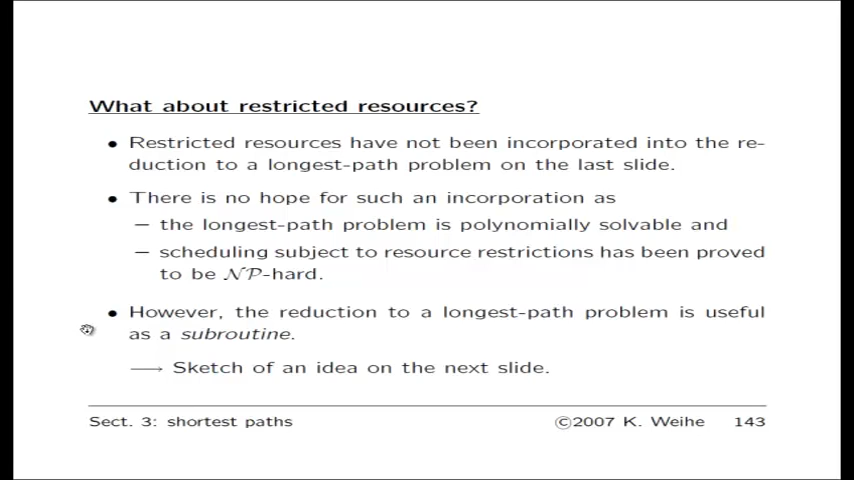 What about restricted resources?
• Restricted resources have not been incorporated into the re-
duction to a longest-path problem on the last slide.
• There is no hope for such an incorporation as
– the longest-path problem is polynomially solvable and
– scheduling subject to resource restrictions has been proved
to be 𝒩𝒫-hard.
• However, the reduction to a longest-path problem is useful
as a subroutine.
⟶ Sketch of an idea on the next slide.
Sect. 3: shortest paths ©2007 K. Weihe 143